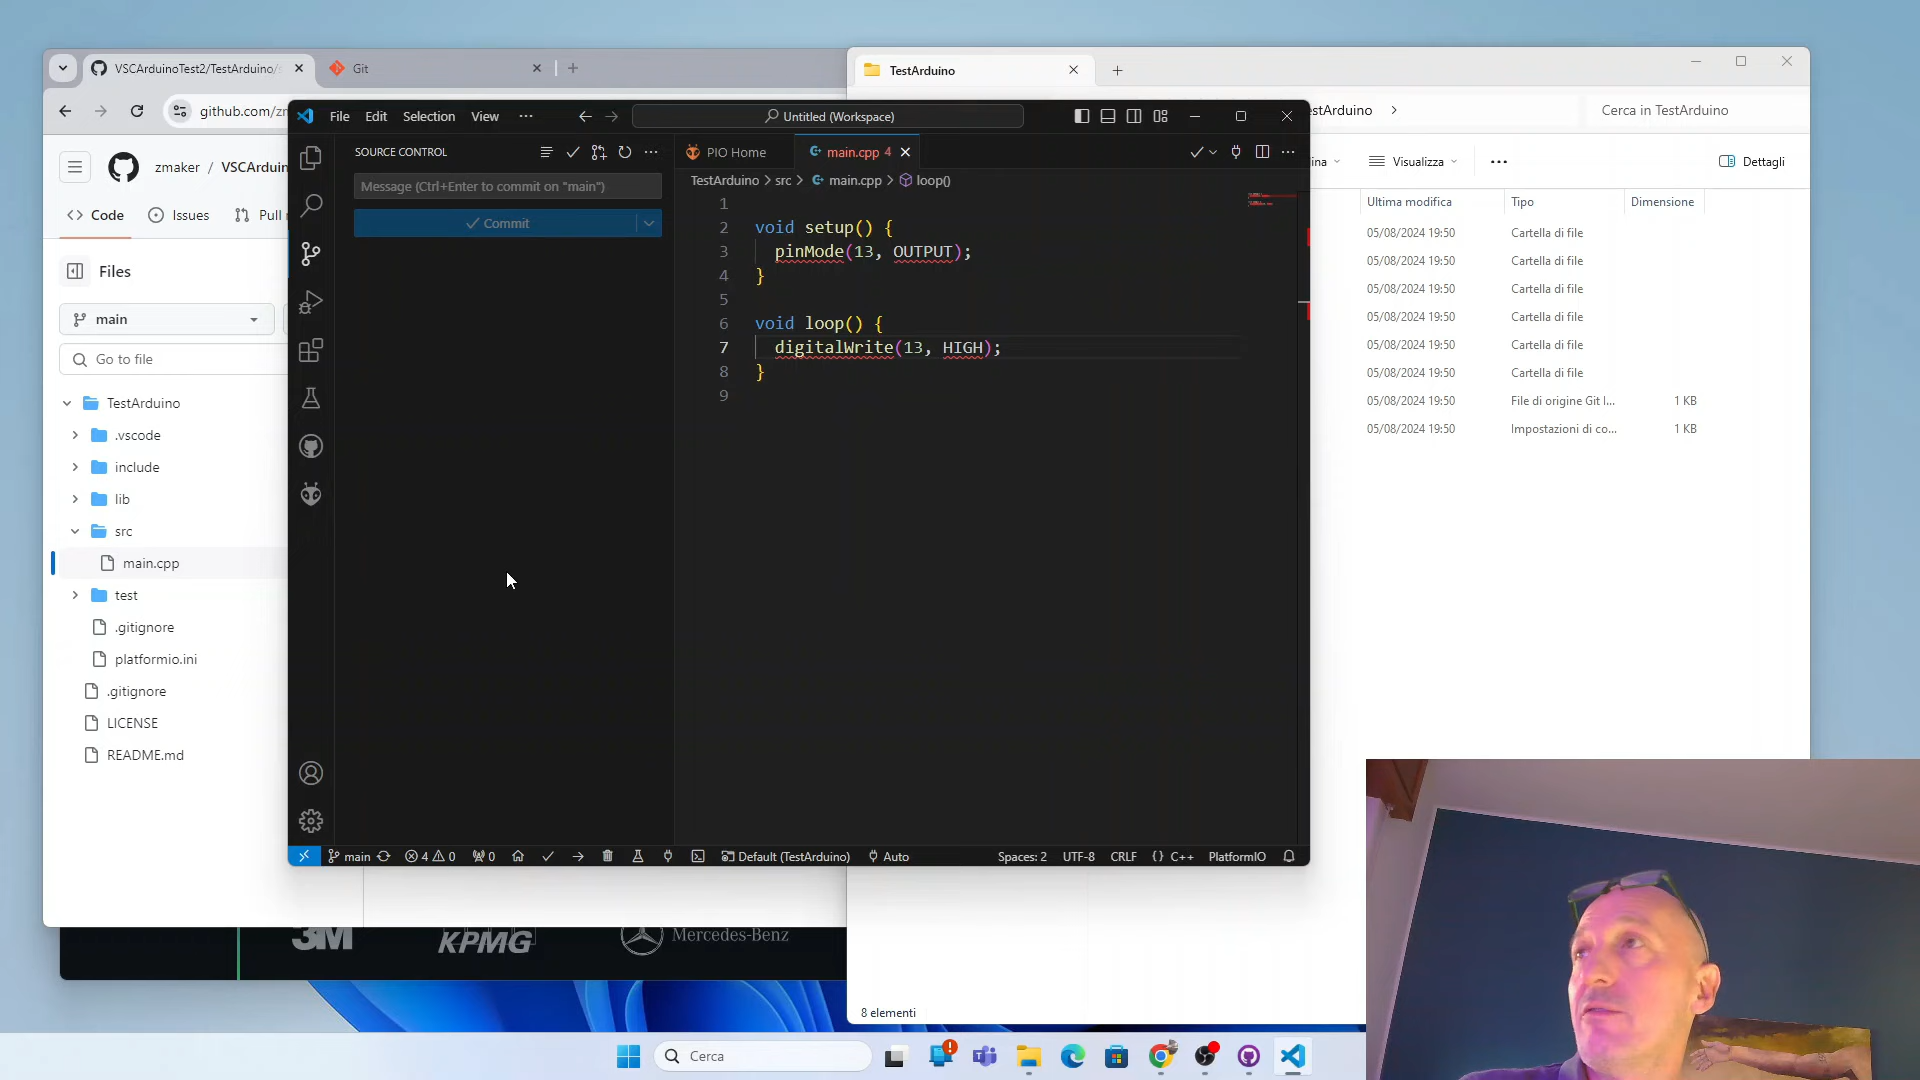 VSCArduinoTest2/TestArduino/s
Git
github.com/zn
zmaker / VSCArduin
Code
Issues
Pull r
Files
main
Go to file
TestArduino
.vscode
include
lib
src
main.cpp
test
.gitignore
platformio.ini
.gitignore
LICENSE
README.md
3M
KPMG
Mercedes-Benz
File
Edit
Selection
View
Untitled (Workspace)
SOURCE CONTROL
Message (Ctrl+Enter to commit on "main")
Commit
PIO Home
main.cpp 4
TestArduino > src > main.cpp > loop()
1
2 void setup() {
3 pinMode(13, OUTPUT);
4 }
5
6 void loop() {
7 digitalWrite(13, HIGH);
8 }
9
main
4 0
0
Default (TestArduino)
Auto
Spaces: 2
UTF-8
CRLF
{} C++
PlatformIO
TestArduino
estArduino >
Cerca in TestArduino
ina
Visualizza
Dettagli
Ultima modifica Tipo Dimensione
05/08/2024 19:50 Cartella di file
05/08/2024 19:50 Cartella di file
05/08/2024 19:50 Cartella di file
05/08/2024 19:50 Cartella di file
05/08/2024 19:50 Cartella di file
05/08/2024 19:50 Cartella di file
05/08/2024 19:50 File di origine Git I... 1 KB
05/08/2024 19:50 Impostazioni di co... 1 KB
8 elementi
Cerca